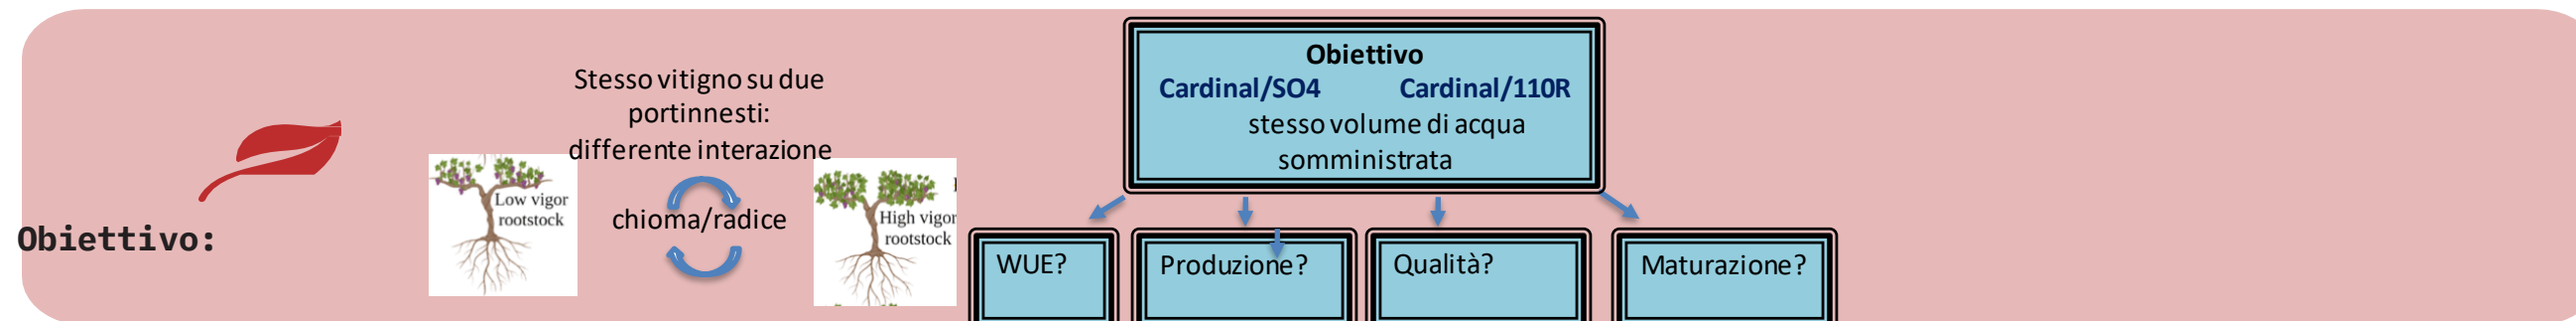 Obiettivo:
Stesso vitigno su due
portinnesti:
differente interazione
chioma/radice
Low vigor
rootstock
High vigor
rootstock
Obiettivo
Cardinal/SO4 Cardinal/110R
stesso volume di acqua
somministrata
WUE?
Produzione?
Qualità?
Maturazione?